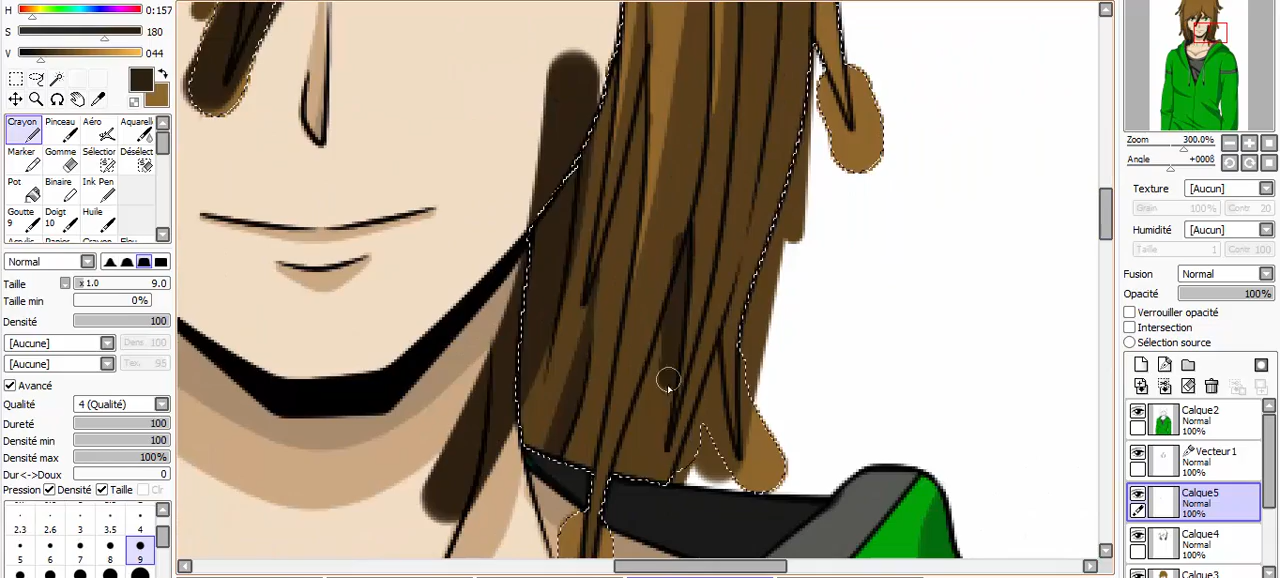 H 0:157
S 180
V 044
Crayon Pinceau Aéro Aquarell
Marker Gomme Sélection Désélect
Pot Binaire Ink Pen
Goutte Doigt Huile
9 10
Normal
Taille x 1.0 9.0
Taille min 0%
Densité 100
[Aucune] Dens 100
[Aucune] Tex. 95
Avancé
Qualité 4 (Qualité)
Dureté 100
Densité min 100
Densité max 100%
Dur<->Doux 0
Pression Densité Taille Clr
2.3 2.6 3 3.5 4
5 6 7 8 9
Zoom 300.0%
Angle +0006
Texture [Aucun]
Grain 100% Contr 20
Humidité [Aucun]
Taille 1 Contr 100
Fusion Normal
Opacité 100%
Verrouiller opacité
Intersection
Sélection source
Calque2
Normal
100%
Vecteur1
Normal
100%
Calque5
Normal
100%
Calque4
Normal
100%
Calque3